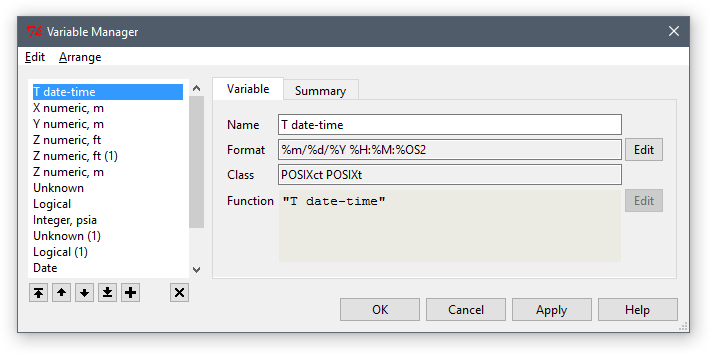 Variable Manager
Edit Arrange
T date-time
X numeric, m
Y numeric, m
Z numeric, ft
Z numeric, ft (1)
Z numeric, m
Unknown
Logical
Integer, psia
Unknown (1)
Logical (1)
Date
Variable Summary
Name T date-time
Format %m/%d/%Y %H:%M:%OS2 Edit
Class POSIXct POSIXt
Function "T date-time" Edit
OK Cancel Apply Help